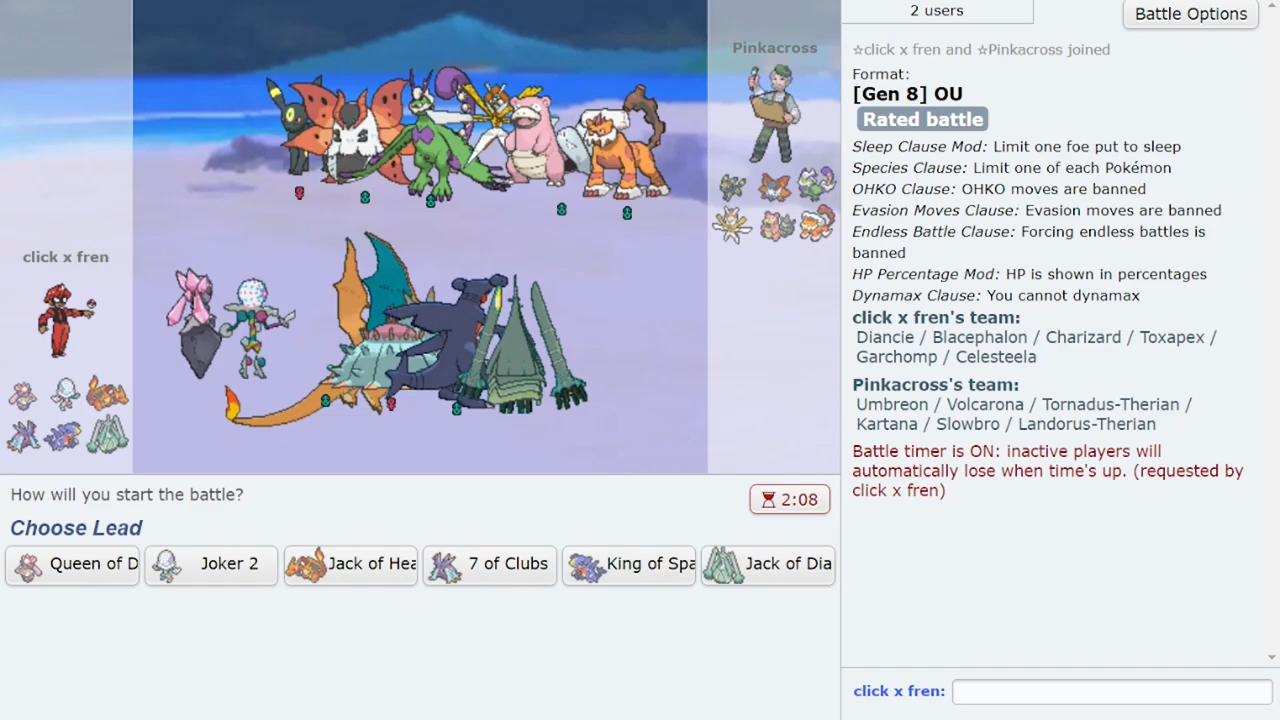 2 users
Battle Options
Pinkacross
click x fren
☆click x fren and ☆Pinkacross joined
Format:
[Gen 8] OU
Rated battle
Sleep Clause Mod: Limit one foe put to sleep
Species Clause: Limit one of each Pokémon
OHKO Clause: OHKO moves are banned
Evasion Moves Clause: Evasion moves are banned
Endless Battle Clause: Forcing endless battles is
banned
HP Percentage Mod: HP is shown in percentages
Dynamax Clause: You cannot dynamax
click x fren's team:
Diancie / Blacephalon / Charizard / Toxapex /
Garchomp / Celesteela
Pinkacross's team:
Umbreon / Volcarona / Tornadus-Therian /
Kartana / Slowbro / Landorus-Therian
Battle timer is ON: inactive players will
automatically lose when time's up. (requested by
click x fren)
How will you start the battle?
2:08
Choose Lead
Queen of D
Joker 2
Jack of Hea
7 of Clubs
King of Spa
Jack of Dia
click x fren: